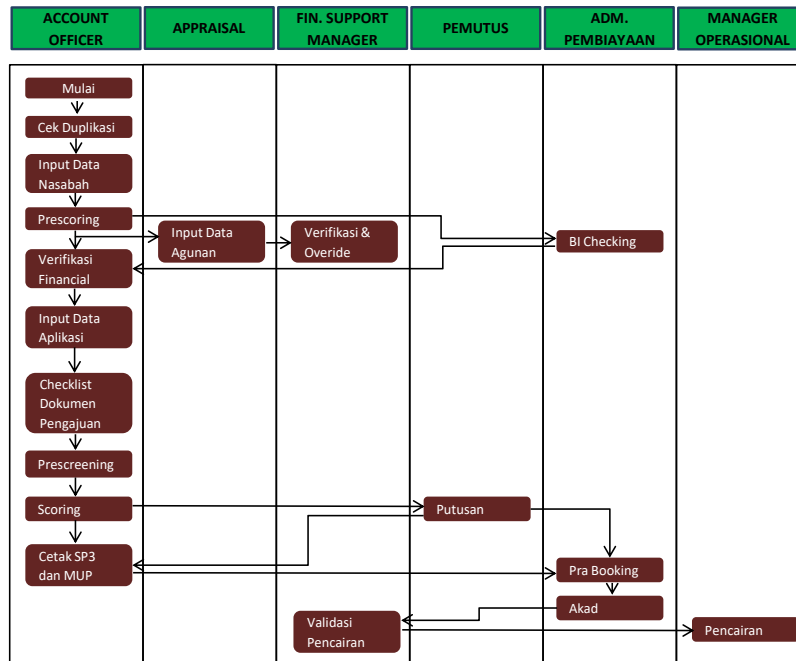 ACCOUNT
OFFICER
APPRAISAL
FIN. SUPPORT
MANAGER
PEMUTUS
ADM.
PEMBIAYAAN
MANAGER
OPERASIONAL
Mulai
Cek Duplikasi
Input Data
Nasabah
Prescoring
Input Data
Agunan
Verifikasi &
Overide
BI Checking
Verifikasi
Financial
Input Data
Aplikasi
Checklist
Dokumen
Pengajuan
Prescreening
Scoring
Putusan
Cetak SP3
dan MUP
Pra Booking
Akad
Validasi
Pencairan
Pencairan